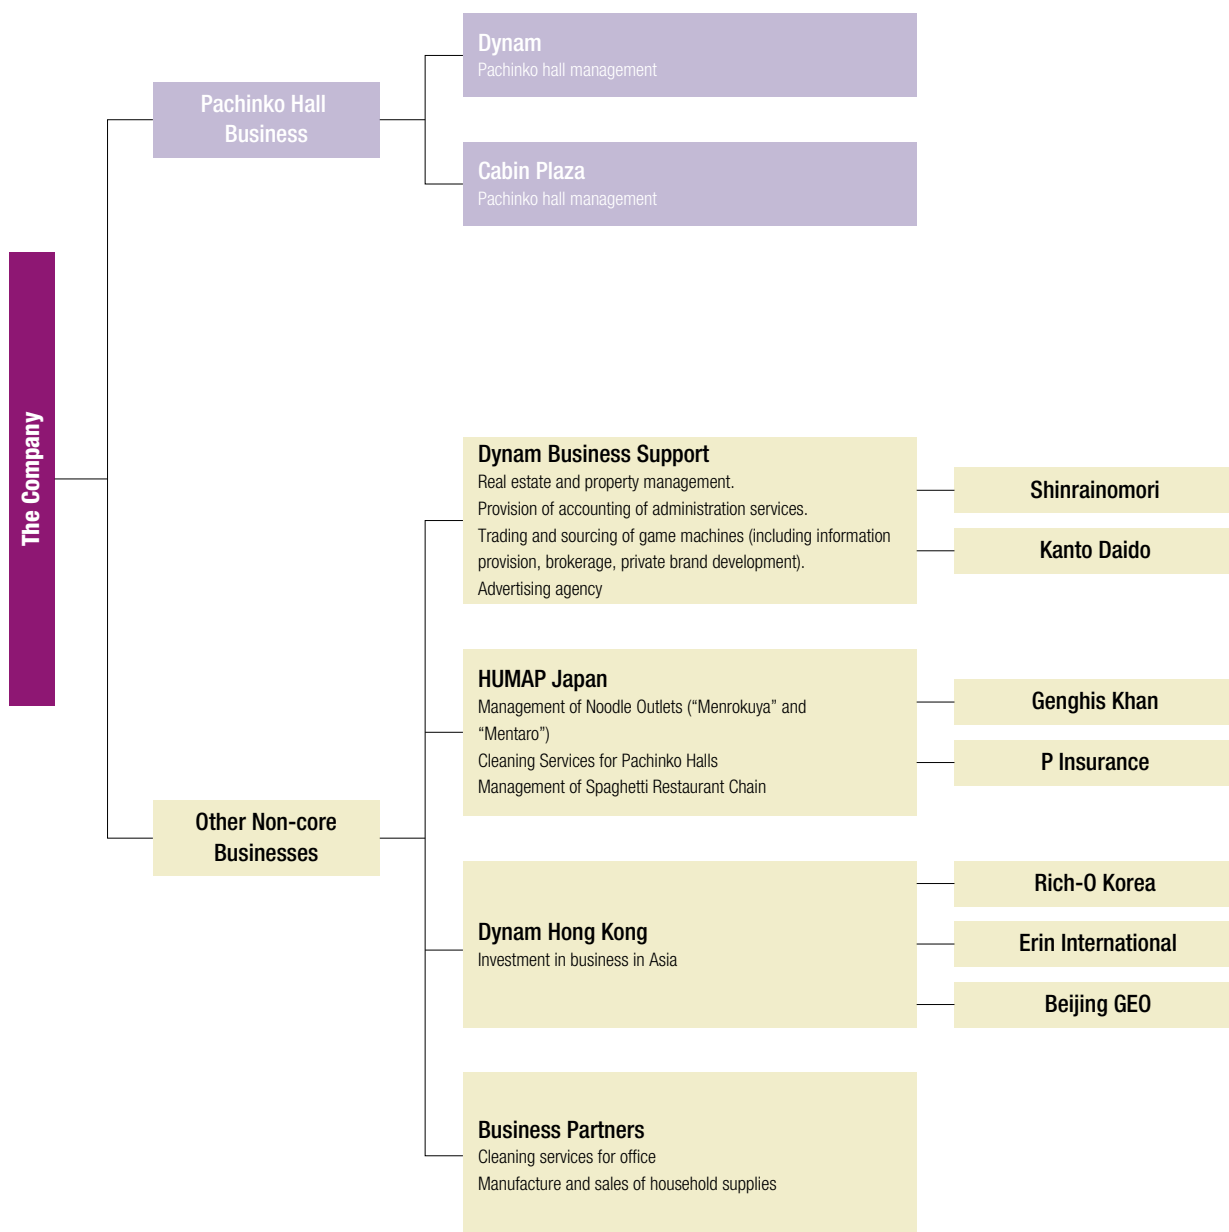 The Company
Pachinko Hall
Business
Dynam
Pachinko hall management
Cabin Plaza
Pachinko hall management
Other Non-core
Businesses
Dynam Business Support
Real estate and property management.
Provision of accounting of administration services.
Trading and sourcing of game machines (including information
provision, brokerage, private brand development).
Advertising agency
Shinrainomori
Kanto Daido
HUMAP Japan
Management of Noodle Outlets (“Menrokuya” and
“Mentaro”)
Cleaning Services for Pachinko Halls
Management of Spaghetti Restaurant Chain
Genghis Khan
P Insurance
Dynam Hong Kong
Investment in business in Asia
Rich-O Korea
Erin International
Beijing GEO
Business Partners
Cleaning services for office
Manufacture and sales of household supplies